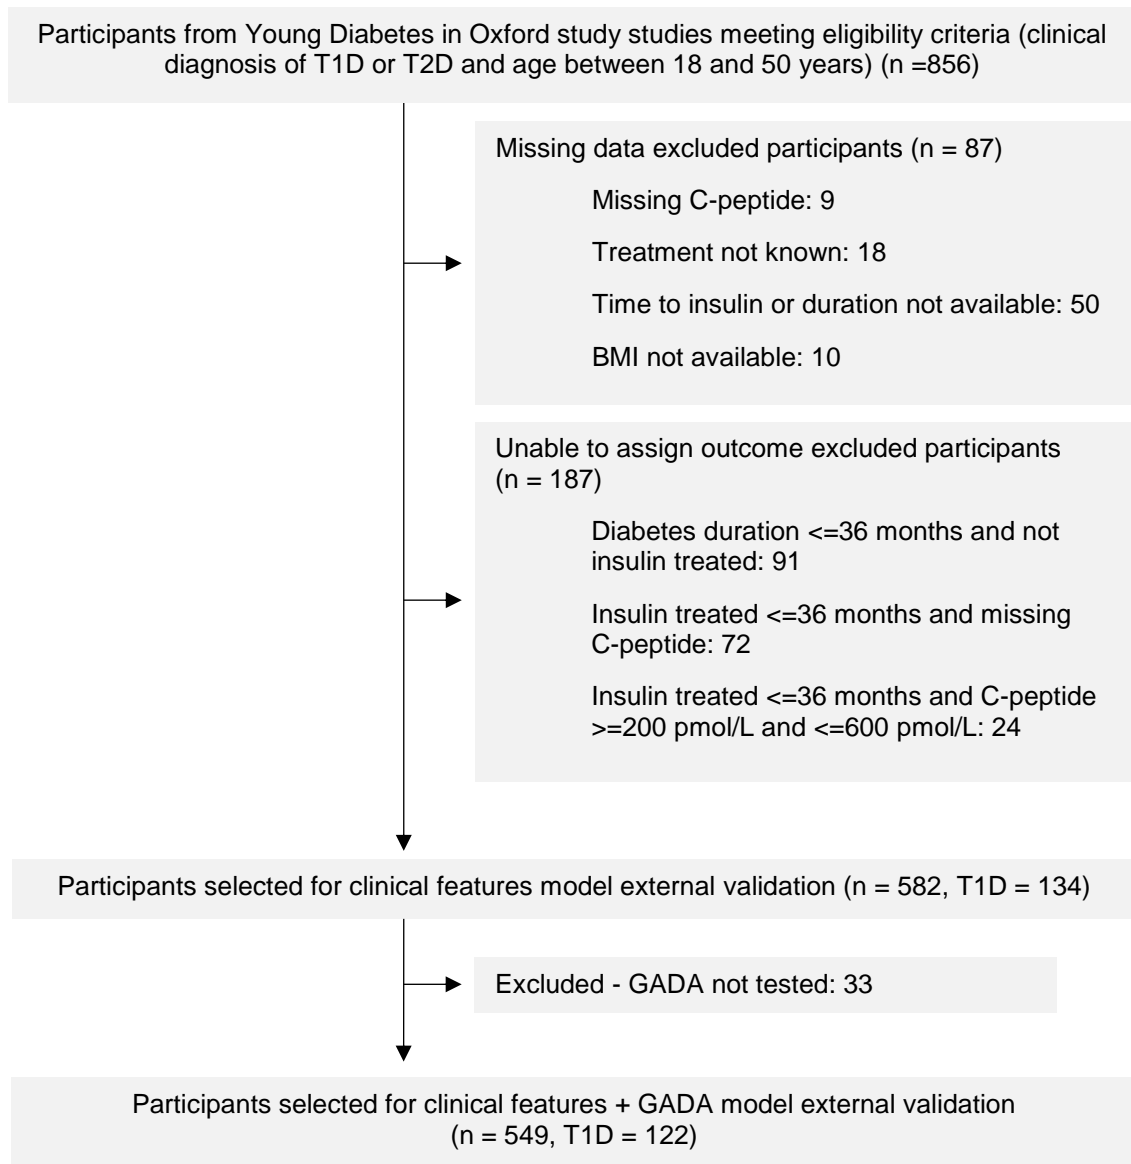 Participants from Young Diabetes in Oxford study studies meeting eligibility criteria (clinical
diagnosis of T1D or T2D and age between 18 and 50 years) (n =856)
Missing data excluded participants (n = 87)
Missing C-peptide: 9
Treatment not known: 18
Time to insulin or duration not available: 50
BMI not available: 10
Unable to assign outcome excluded participants
(n = 187)
Diabetes duration <=36 months and not
insulin treated: 91
Insulin treated <=36 months and missing
C-peptide: 72
Insulin treated <=36 months and C-peptide
>=200 pmol/L and <=600 pmol/L: 24
Participants selected for clinical features model external validation (n = 582, T1D = 134)
Excluded - GADA not tested: 33
Participants selected for clinical features + GADA model external validation
(n = 549, T1D = 122)